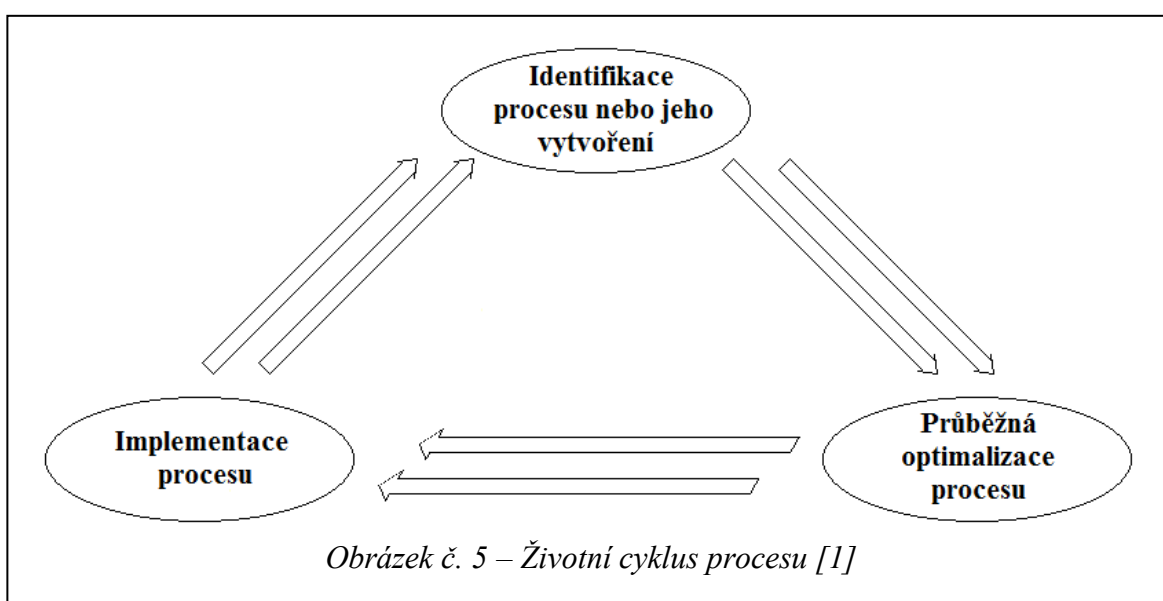 Identifikace
procesu nebo jeho
vytvoření
Implementace
procesu
Průběžná
optimalizace
procesu
Obrázek č. 5 – Životní cyklus procesu [1]